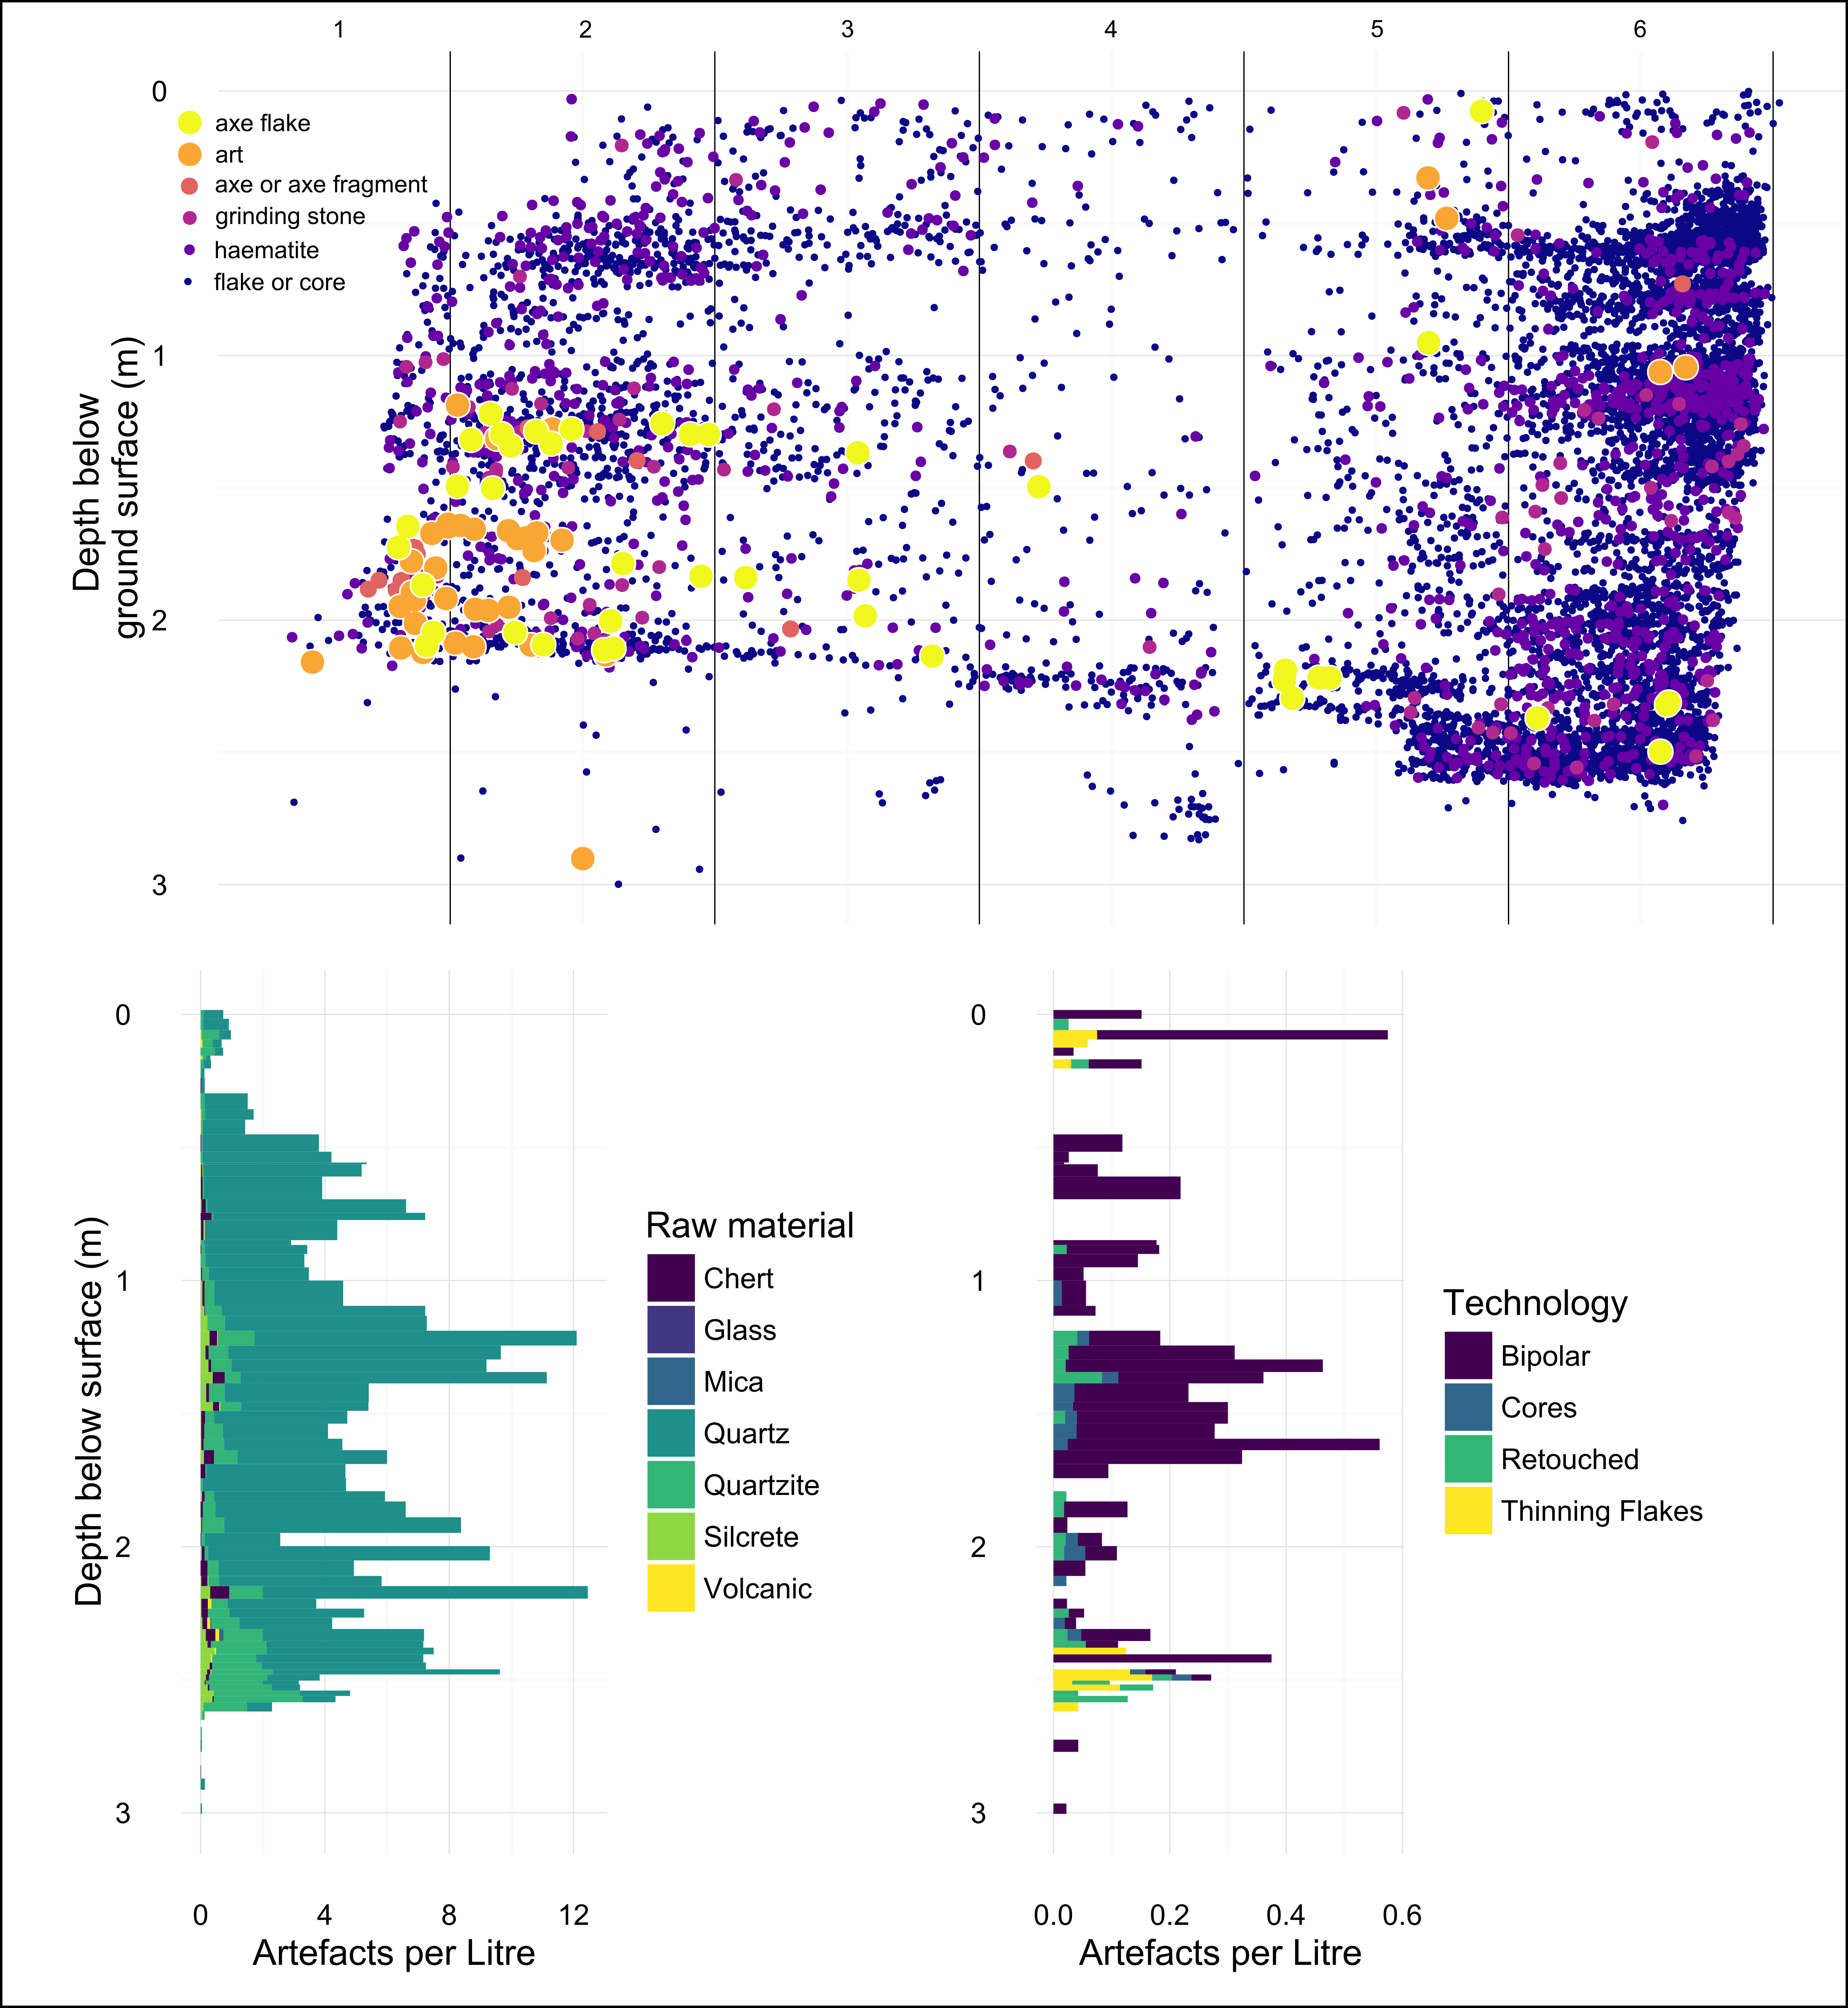 1 2 3 4 5 6
0
axe flake
art
axe or axe fragment
grinding stone
haematite
flake or core
1
Depth below
ground surface (m)
2
3
0
1
2
3
Depth below surface (m)
0 4 8 12
Artefacts per Litre
Raw material
Chert
Glass
Mica
Quartz
Quartzite
Silcrete
Volcanic
0
1
2
3
0.0 0.2 0.4 0.6
Artefacts per Litre
Technology
Bipolar
Cores
Retouched
Thinning Flakes